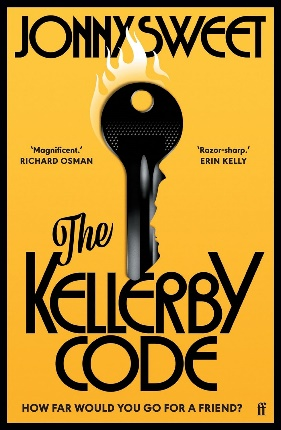 JONNY SWEET
'Magnificent.'
RICHARD OSMAN
'Razor-sharp.'
ERIN KELLY
The
KELLERBY
CODE
HOW FAR WOULD YOU GO FOR A FRIEND?
ff